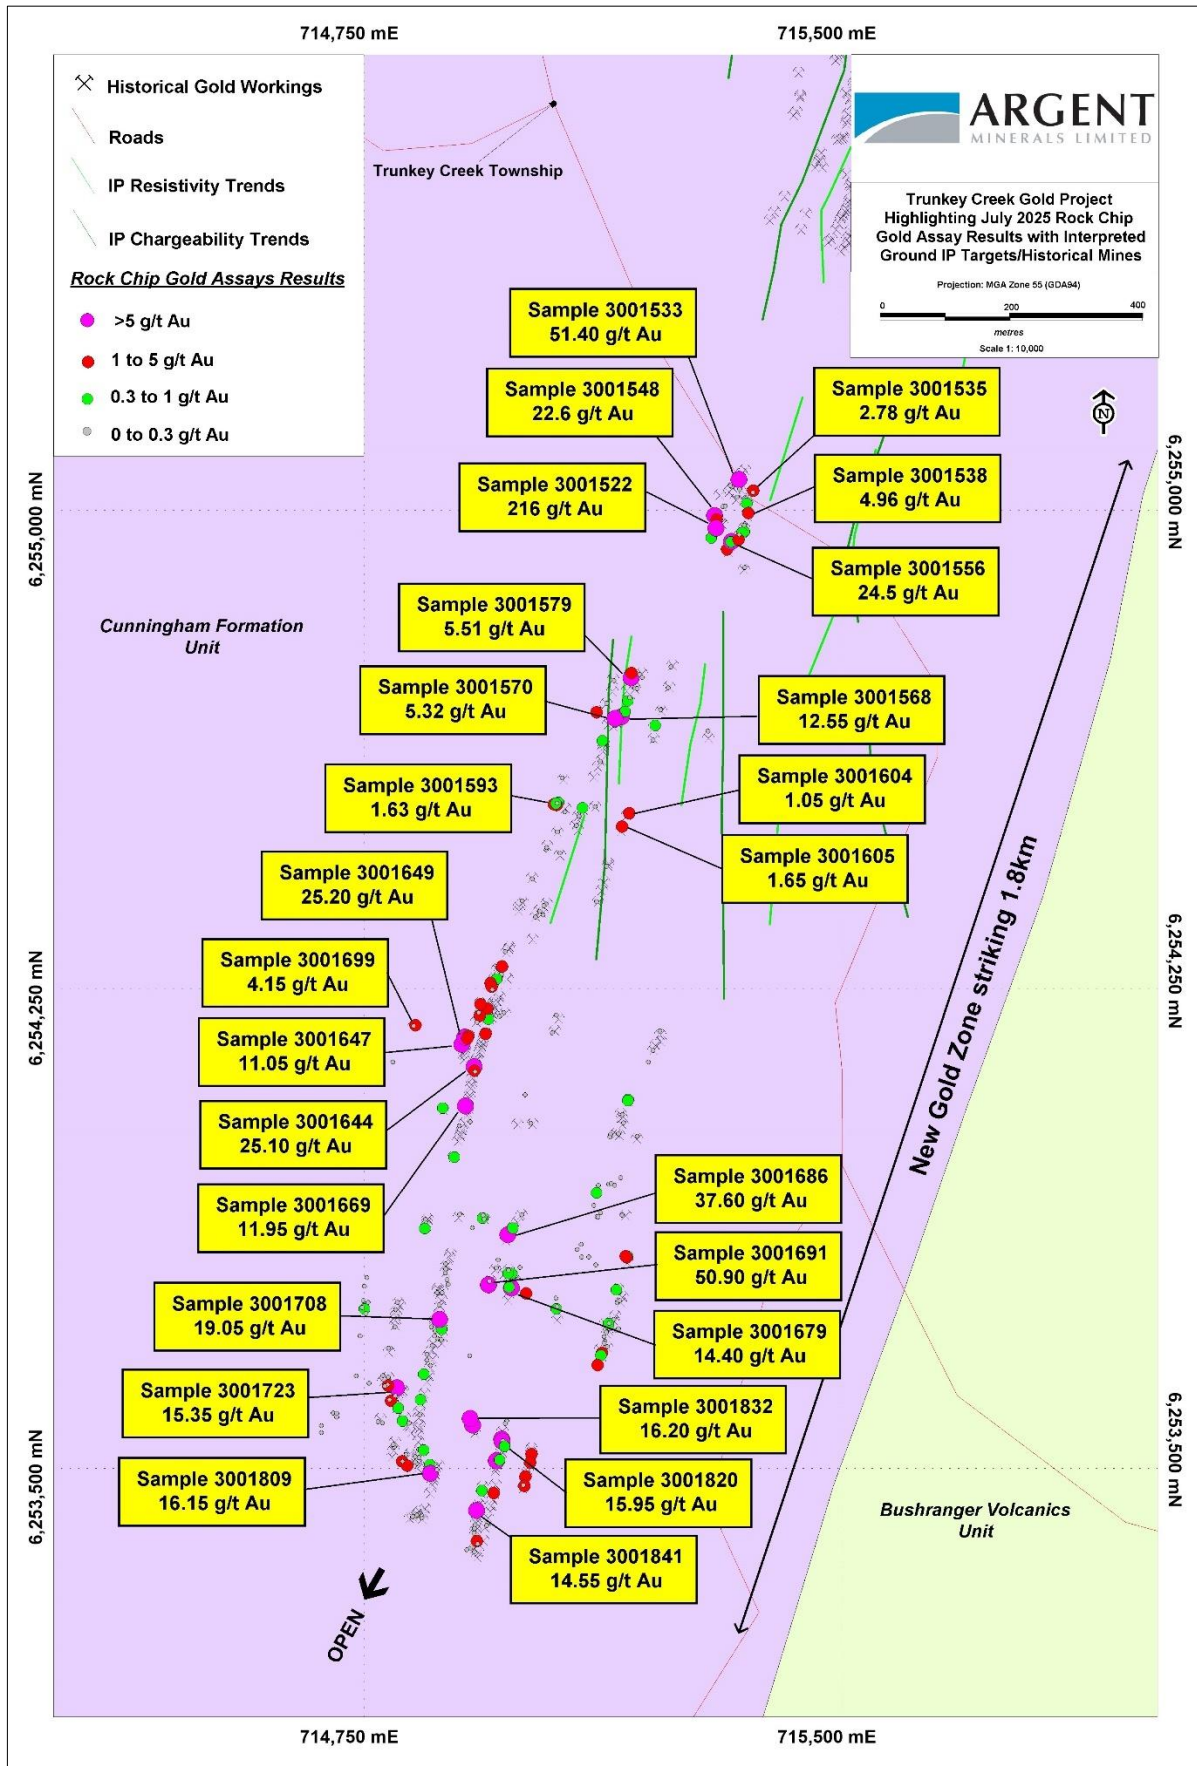 714,750 mE
715,500 mE
Historical Gold Workings
Roads
IP Resistivity Trends
IP Chargeability Trends
Rock Chip Gold Assays Results
>5 g/t Au
1 to 5 g/t Au
0.3 to 1 g/t Au
0 to 0.3 g/t Au
Trunkey Creek Township
ARGENT
MINERALS LIMITED
Trunkey Creek Gold Project
Highlighting July 2025 Rock Chip
Gold Assay Results with Interpreted
Ground IP Targets/Historical Mines
Projection: MGA Zone 55 (GDA94)
0 200 400
metres
Scale 1: 10,000
N
Sample 3001533
51.40 g/t Au
Sample 3001548
22.6 g/t Au
Sample 3001535
2.78 g/t Au
Sample 3001522
216 g/t Au
Sample 3001538
4.96 g/t Au
Sample 3001556
24.5 g/t Au
6,255,000 mN
6,255,000 mN
Cunningham Formation
Unit
Sample 3001579
5.51 g/t Au
Sample 3001570
5.32 g/t Au
Sample 3001568
12.55 g/t Au
Sample 3001593
1.63 g/t Au
Sample 3001604
1.05 g/t Au
Sample 3001605
1.65 g/t Au
Sample 3001649
25.20 g/t Au
Sample 3001699
4.15 g/t Au
6,254,250 mN
6,254,250 mN
New Gold Zone striking 1.8km
Sample 3001647
11.05 g/t Au
Sample 3001644
25.10 g/t Au
Sample 3001669
11.95 g/t Au
Sample 3001686
37.60 g/t Au
Sample 3001691
50.90 g/t Au
Sample 3001708
19.05 g/t Au
Sample 3001679
14.40 g/t Au
Sample 3001723
15.35 g/t Au
Sample 3001832
16.20 g/t Au
Sample 3001809
16.15 g/t Au
Sample 3001820
15.95 g/t Au
6,253,500 mN
6,253,500 mN
Bushranger Volcanics
Unit
Sample 3001841
14.55 g/t Au
OPEN
714,750 mE
715,500 mE